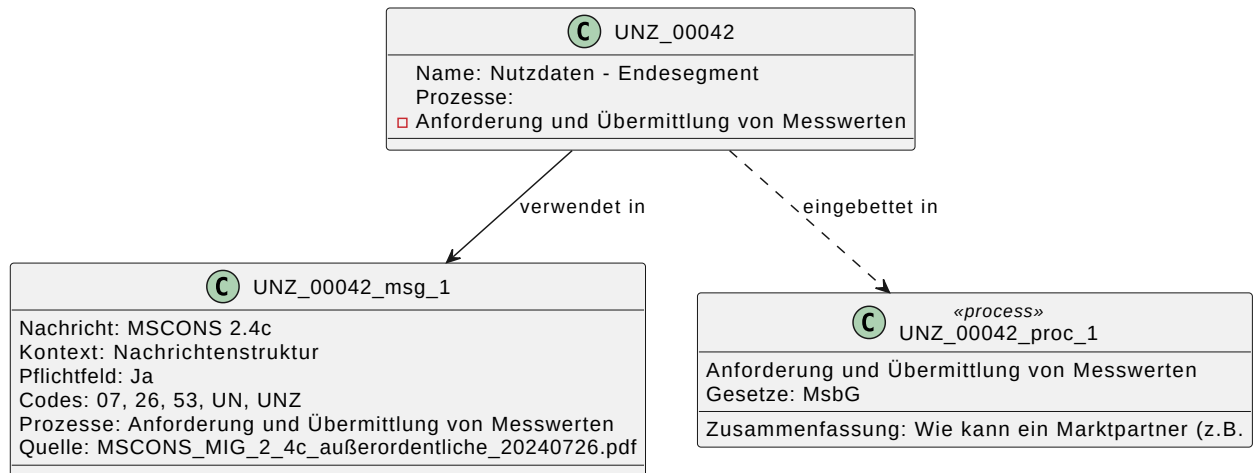 C UNZ_00042
Name: Nutzdaten - Endesegment
Prozesse:
Anforderung und Übermittlung von Messwerten
verwendet in
eingebettet in
C UNZ_00042_msg_1
Nachricht: MSCONS 2.4c
Kontext: Nachrichtenstruktur
Pflichtfeld: Ja
Codes: 07, 26, 53, UN, UNZ
Prozesse: Anforderung und Übermittlung von Messwerten
Quelle: MSCONS_MIG_2_4c_außerordentliche_20240726.pdf
C «process»
UNZ_00042_proc_1
Anforderung und Übermittlung von Messwerten
Gesetze: MsbG
Zusammenfassung: Wie kann ein Marktpartner (z.B.